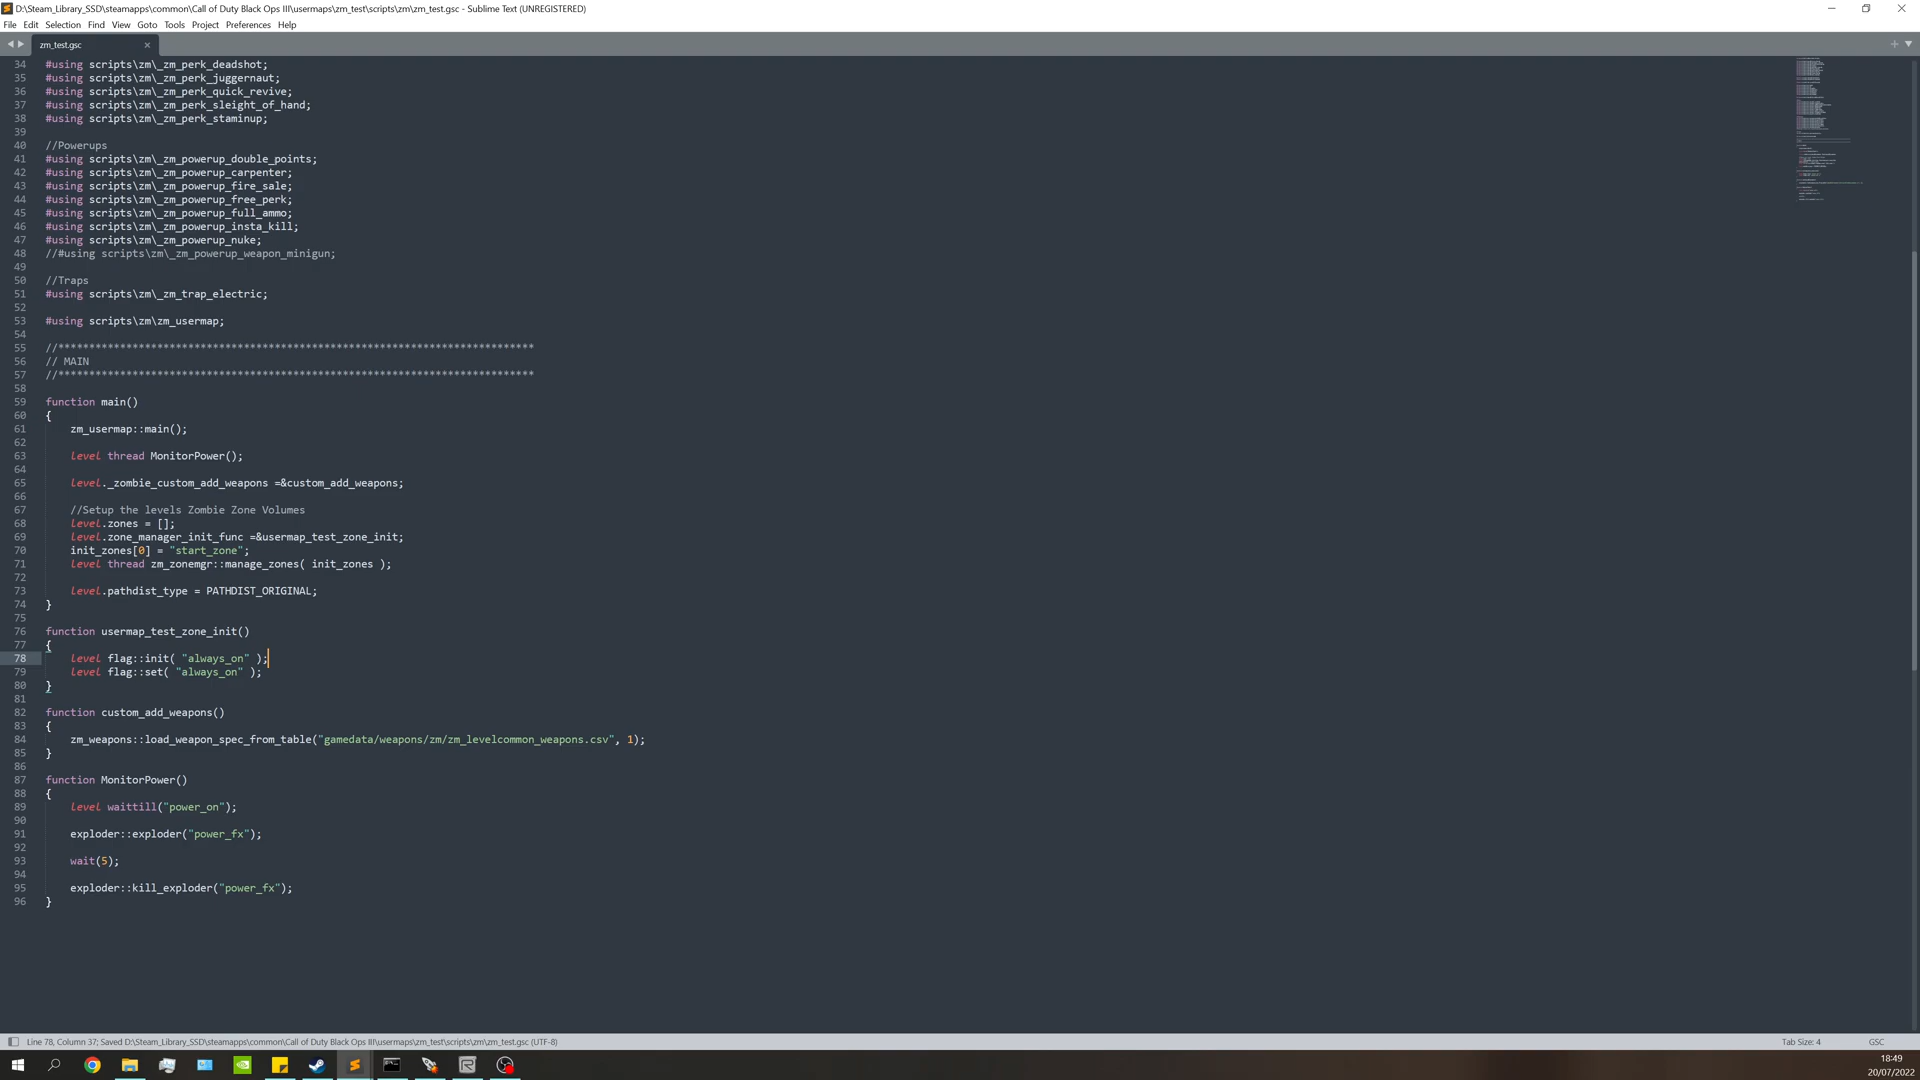 D:\Steam_Library_SSD\steamapps\common\Call of Duty Black Ops III\usermaps\zm_test\scripts\zm\zm_test.gsc - Sublime Text (UNREGISTERED)
File Edit Selection Find View Goto Tools Project Preferences Help
zm_test.gsc
34 #using scripts\zm\_zm_perk_deadshot;
35 #using scripts\zm\_zm_perk_juggernaut;
36 #using scripts\zm\_zm_perk_quick_revive;
37 #using scripts\zm\_zm_perk_sleight_of_hand;
38 #using scripts\zm\_zm_perk_staminup;
39
40 //Powerups
41 #using scripts\zm\_zm_powerup_double_points;
42 #using scripts\zm\_zm_powerup_carpenter;
43 #using scripts\zm\_zm_powerup_fire_sale;
44 #using scripts\zm\_zm_powerup_free_perk;
45 #using scripts\zm\_zm_powerup_full_ammo;
46 #using scripts\zm\_zm_powerup_insta_kill;
47 #using scripts\zm\_zm_powerup_nuke;
48 //#using scripts\zm\_zm_powerup_weapon_minigun;
49
50 //Traps
51 #using scripts\zm\_zm_trap_electric;
52
53 #using scripts\zm\zm_usermap;
54
55 //*****************************************************************************
56 // MAIN
57 //*****************************************************************************
58
59 function main()
60 {
61 zm_usermap::main();
62
63 level thread MonitorPower();
64
65 level._zombie_custom_add_weapons =&custom_add_weapons;
66
67 //Setup the levels Zombie Zone Volumes
68 level.zones = [];
69 level.zone_manager_init_func =&usermap_test_zone_init;
70 init_zones[0] = "start_zone";
71 level thread zm_zonemgr::manage_zones( init_zones );
72
73 level.pathdist_type = PATHDIST_ORIGINAL;
74 }
75
76 function usermap_test_zone_init()
77 {
78 level flag::init( "always_on" );
79 level flag::set( "always_on" );
80 }
81
82 function custom_add_weapons()
83 {
84 zm_weapons::load_weapon_spec_from_table("gamedata/weapons/zm/zm_levelcommon_weapons.csv", 1);
85 }
86
87 function MonitorPower()
88 {
89 level waittill("power_on");
90
91 exploder::exploder("power_fx");
92
93 wait(5);
94
95 exploder::kill_exploder("power_fx");
96 }
Line 78, Column 37; Saved D:\Steam_Library_SSD\steamapps\common\Call of Duty Black Ops III\usermaps\zm_test\scripts\zm\zm_test.gsc (UTF-8) Tab Size: 4 GSC
18:49
20/07/2022